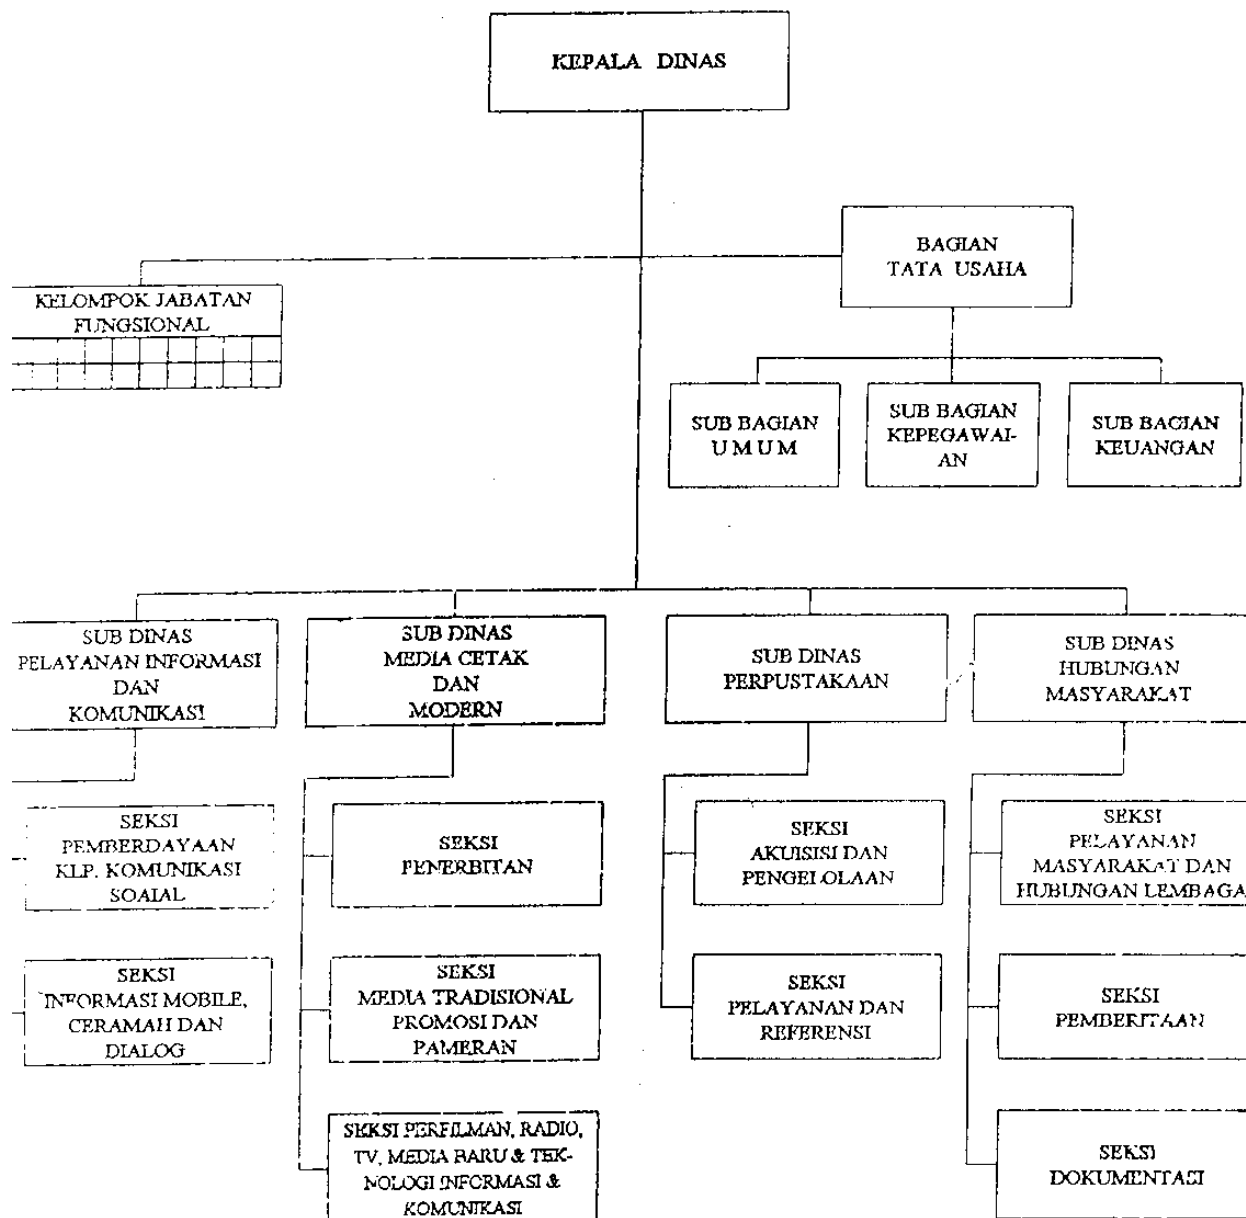 KEPALA DINAS
BAGIAN
TATA USAHA
KELOMPOK JABATAN
FUNGSIONAL
SUB BAGIAN
U M U M
SUB BAGIAN
KEPEGAWAI-
AN
SUB BAGIAN
KEUANGAN
SUB DINAS
PELAYANAN INFORMASI
DAN
KOMUNIKASI
SUB DINAS
MEDIA CETAK
DAN
MODERN
SUB DINAS
PERPUSTAKAAN
SUB DINAS
HUBUNGAN
MASYARAKAT
SEKSI
PEMBERDAYAAN
KLP. KOMUNIKASI
SOAIAL
SEKSI
PENERBITAN
SEKSI
AKUISISI DAN
PENGELOLAAN
SEKSI
PELAYANAN
MASYARAKAT DAN
HUBUNGAN LEMBAGA
SEKSI
INFORMASI MOBILE,
CERAMAH DAN
DIALOG
SEKSI
MEDIA TRADISIONAL
PROMOSI DAN
PAMERAN
SEKSI
PELAYANAN DAN
REFERENSI
SEKSI
PEMBERITAAN
SEKSI PERFILMAN, RADIO,
TV, MEDIA BARU & TEK-
NOLOGI INFORMASI &
KOMUNIKASI
SEKSI
DOKUMENTASI